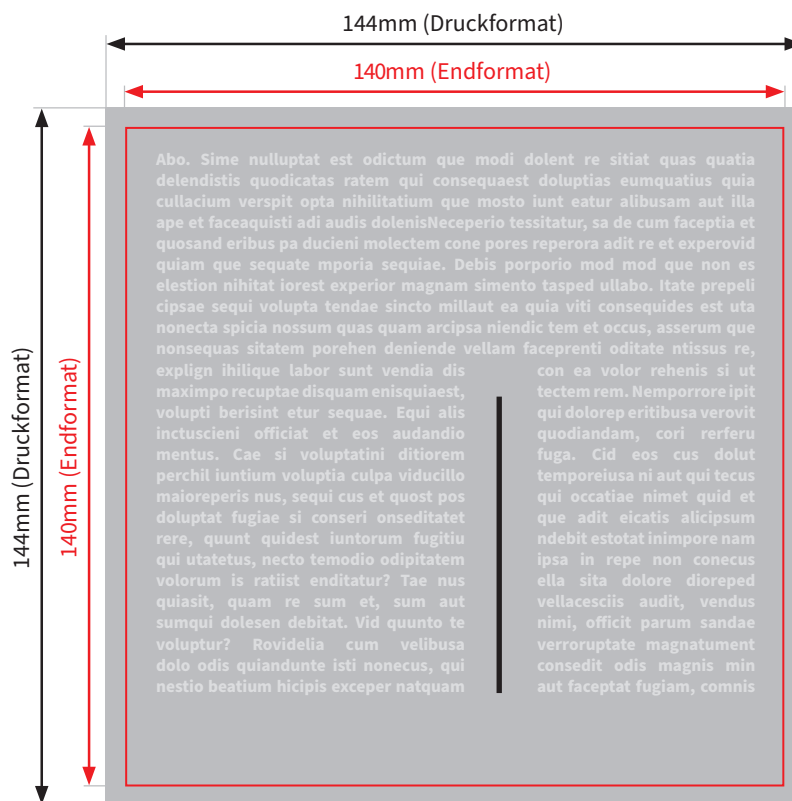 144mm (Druckformat)
140mm (Endformat)
144mm (Druckformat)
140mm (Endformat)
Abo. Sime nulluptat est odictum que modi dolent re sitiat quas quatia
delendistis quodicatas ratem qui consequaest doluptias eumquatius quia
cullacium verspit opta nihilitatium que mosto iunt eatur alibusam aut illa
ape et faceaquisti adi audis dolenisNeceperio tessitatur, sa de cum faceptia et
quosand eribus pa ducieni molectem cone pores reperora adit re et experovid
quiam que sequate mporia sequiae. Debis porporio mod mod que non es
elestion nihitat iorest experior magnam simento tasped ullabo. Itate prepeli
cipsae sequi volupta tendae sincto millaut ea quia viti consequides est uta
nonecta spicia nossum quas quam arcipsa niendic tem et occus, asserum que
nonsequas sitatem porehen deniende vellam faceprenti oditate ntissus re,
explign ihilique labor sunt vendia dis
maximpo recuptae disquam enisquiaest,
volupti berisint etur sequae. Equi alis
inctuscieni officiat et eos audandio
mentus. Cae si voluptatini ditiorem
perchil iuntium voluptia culpa viducillo
maioreperis nus, sequi cus et quost pos
doluptat fugiae si conseri onseditatet
rere, quunt quidest iuntorum fugitiu
qui utatetus, necto temodio odipitatem
volorum is ratiist enditatur? Tae nus
quiasit, quam re sum et, sum aut
sumqui dolesen debitat. Vid quunto te
voluptur? Rovidelia cum velibusa
dolo odis quiandunte isti nonecus, qui
nestio beatium hicipis exceper natquam
con ea volor rehenis si ut
tectem rem. Nemporrore ipit
qui dolorep eritibusa verovit
quodiandam, cori rerferu
fuga. Cid eos cus dolut
temporeiusa ni aut qui tecus
qui occatiae nimet quid et
que adit eicatis alicipsum
ndebit estotat inimpore nam
ipsa in repe non conecus
ella sita dolore dioreped
vellacesciis audit, vendus
nimi, officit parum sandae
verroruptate magnatument
consedit odis magnis min
aut faceptat fugiam, comnis